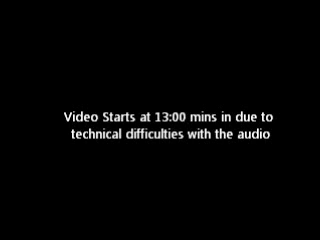 Video Starts at 13:00 mins in due to
technical difficulties with the audio